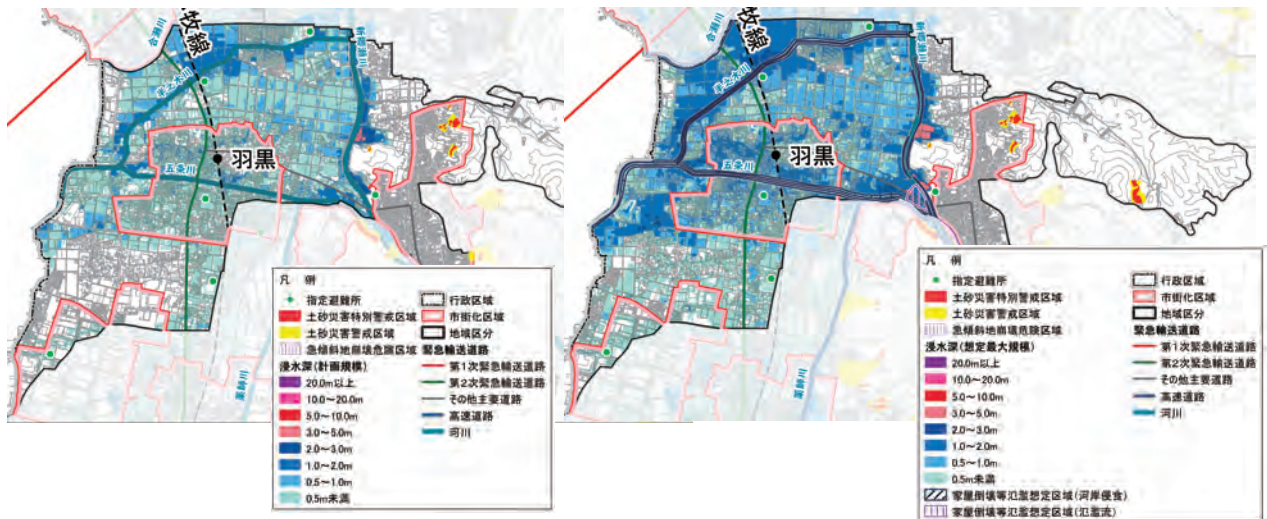 牧線
合瀬川
新郷瀬川
羽黒
五条川
薬師川
凡 例
指定避難所
土砂災害特別警戒区域
土砂災害警戒区域
急傾斜地崩壊危険区域
浸水深(計画規模)
20.0m以上
10.0~20.0m
5.0~10.0m
3.0~5.0m
2.0~3.0m
1.0~2.0m
0.5~1.0m
0.5m未満
行政区域
市街化区域
地域区分
緊急輸送道路
第1次緊急輸送道路
第2次緊急輸送道路
その他主要道路
高速道路
河川
牧線
合瀬川
新郷瀬川
羽黒
五条川
薬師川
凡 例
指定避難所
土砂災害特別警戒区域
土砂災害警戒区域
急傾斜地崩壊危険区域
浸水深(想定最大規模)
20.0m以上
10.0~20.0m
5.0~10.0m
3.0~5.0m
2.0~3.0m
1.0~2.0m
0.5~1.0m
0.5m未満
家屋倒壊等氾濫想定区域(河岸侵食)
家屋倒壊等氾濫想定区域(氾濫流)
行政区域
市街化区域
地域区分
緊急輸送道路
第1次緊急輸送道路
第2次緊急輸送道路
その他主要道路
高速道路
河川